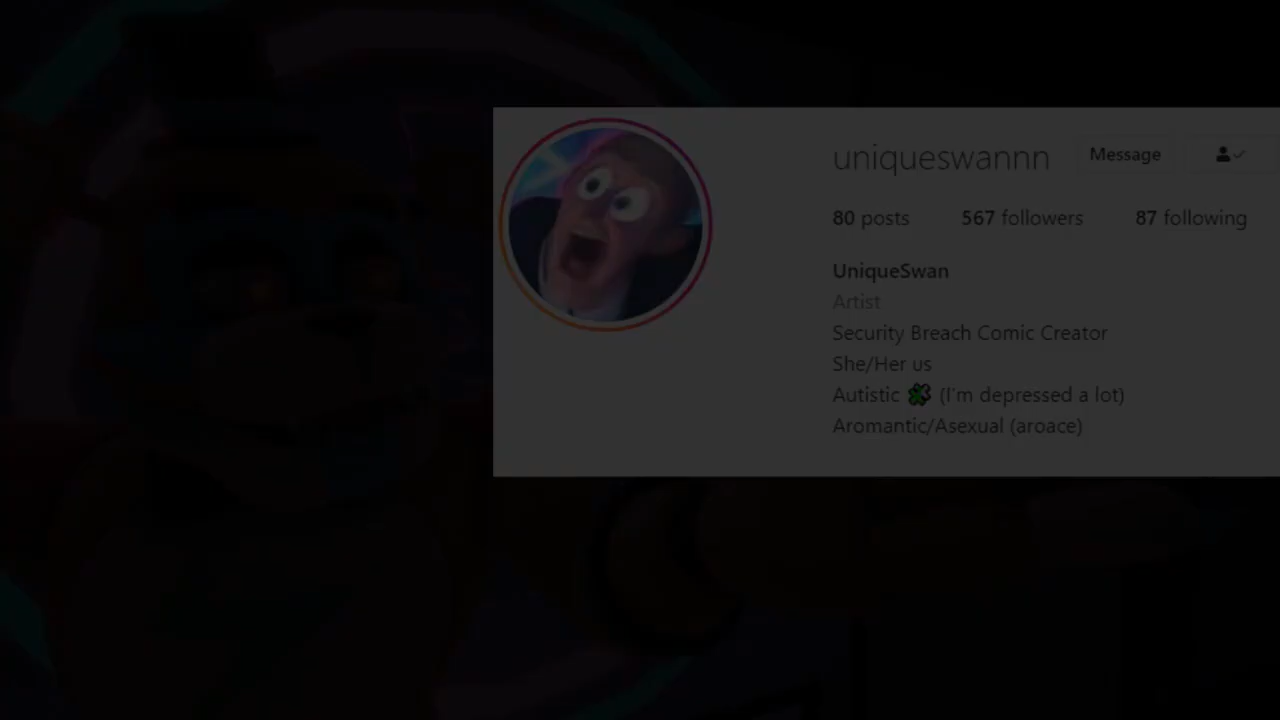 uniqueswannn Message
80 posts 567 followers 87 following
UniqueSwan
Artist
Security Breach Comic Creator
She/Her us
Autistic (I'm depressed a lot)
Aromantic/Asexual (aroace)